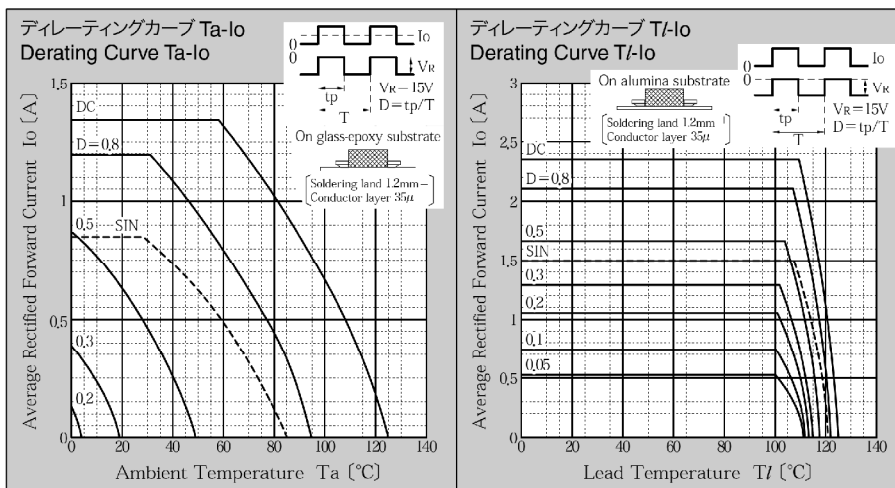 ディレーティングカーブ Ta-Io
Derating Curve Ta-Io
0
Io
0
VR
tp
VR=15V
T
D=tp/T
On glass-epoxy substrate
Soldering land 1.2mm
Conductor layer 35μ
Average Rectified Forward Current Io [A]
1,5
1
0,5
0
DC
D=0.8
0.5
SIN
0.3
0.2
0 20 40 60 80 100 120 140
Ambient Temperature Ta [℃]
ディレーティングカーブ Tl-Io
Derating Curve Tl-Io
On alumina substrate
Soldering land 1.2mm
Conductor layer 35μ
0
Io
0
VR
tp
VR=15V
T
D=tp/T
Average Rectified Forward Current Io [A]
3
2.5
2
1,5
1
0,5
0
DC
D=0.8
0.5
SIN
0.3
0.2
0.1
0.05
0 20 40 60 80 100 120 140
Lead Temperature Tl [℃]